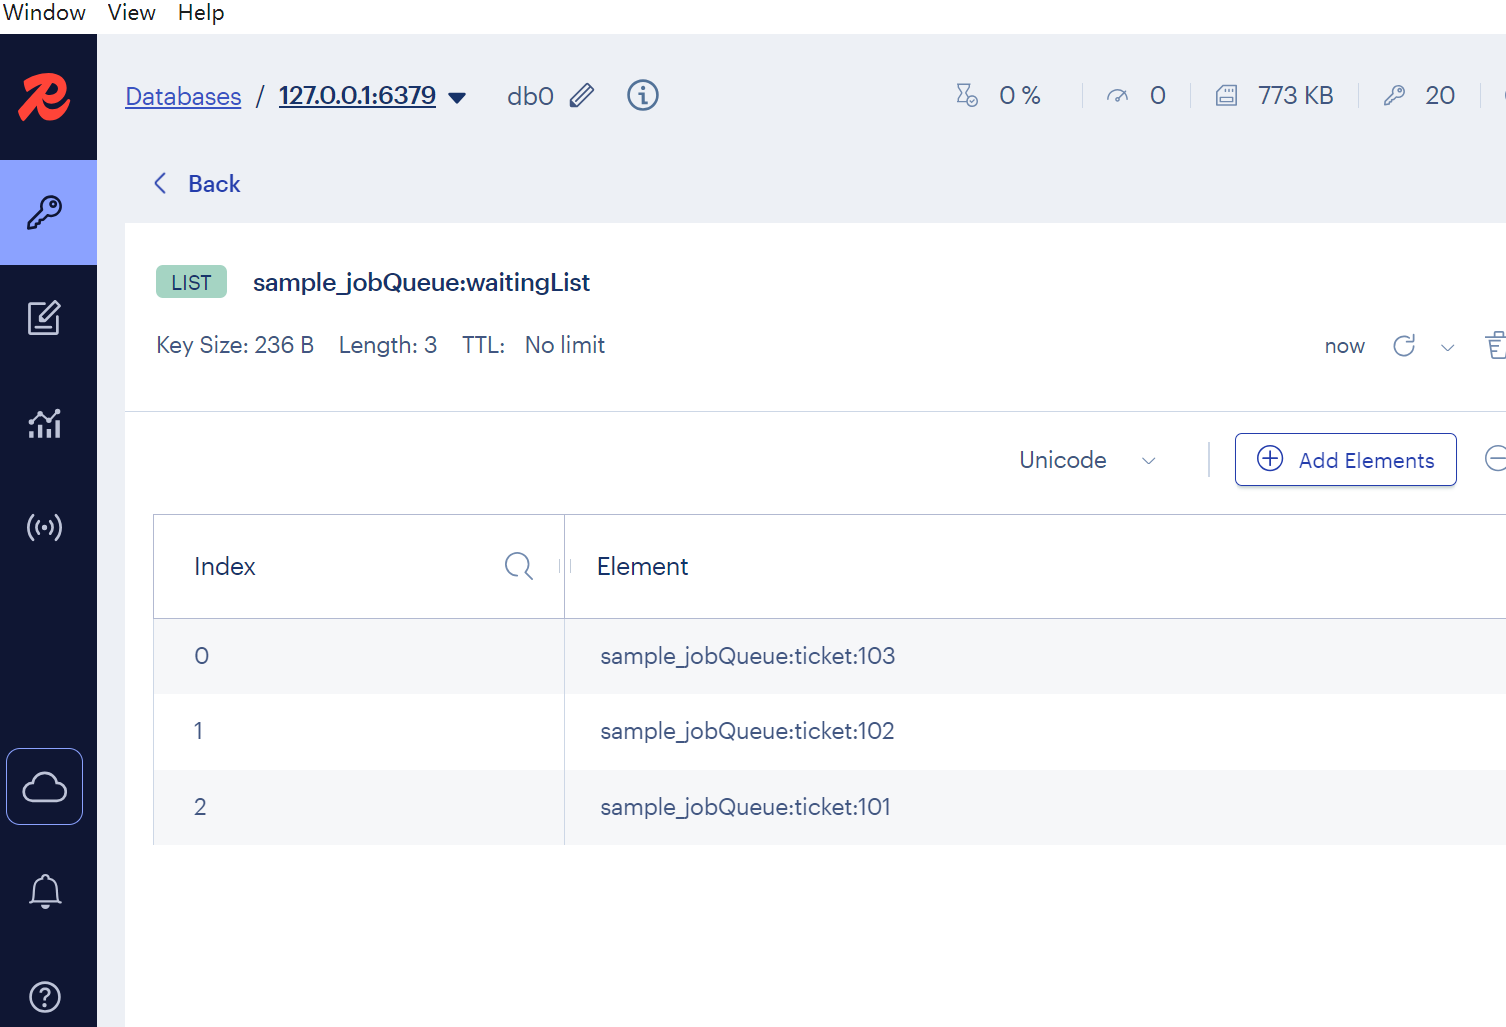 Window View Help
Databases / 127.0.0.1:6379 db0 0 % 0 773 KB 20
Back
LIST sample_jobQueue:waitingList
Key Size: 236 B Length: 3 TTL: No limit now
Unicode Add Elements
Index Element
0 sample_jobQueue:ticket:103
1 sample_jobQueue:ticket:102
2 sample_jobQueue:ticket:101